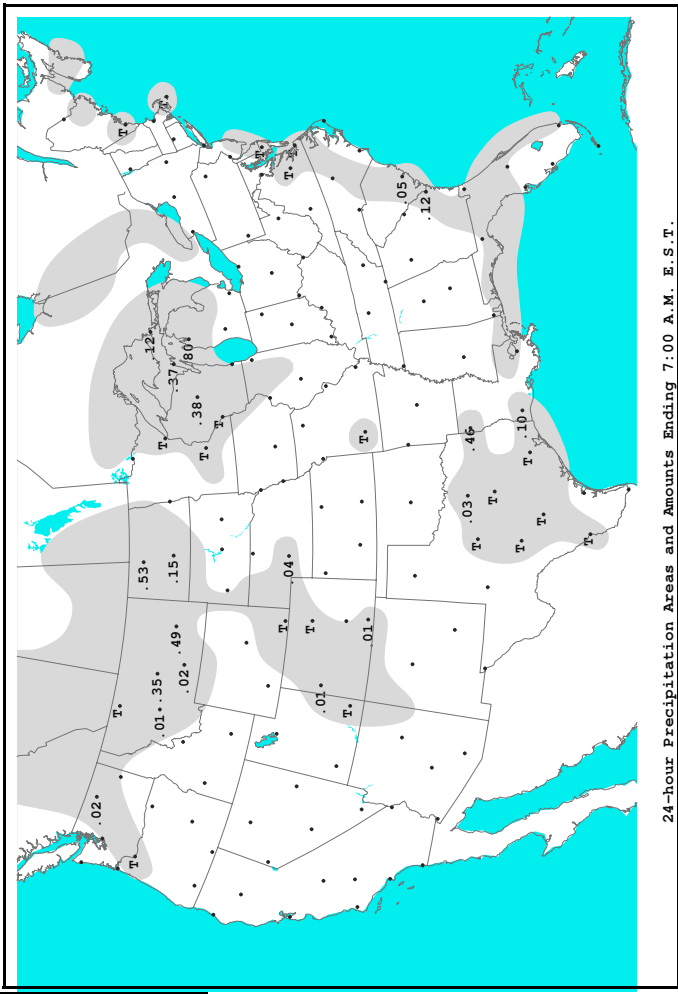 .02
T
T
T
.53
.12
.01
.35
T
T
.37
.15
.49
.02
.80
.38
T
T
T
T
.04
T
T
.01
T
T
.01
.05
.12
.03
.46
T
T
.10
T
T
T
T
24-hour Precipitation Areas and Amounts Ending 7:00 A.M. E.S.T.